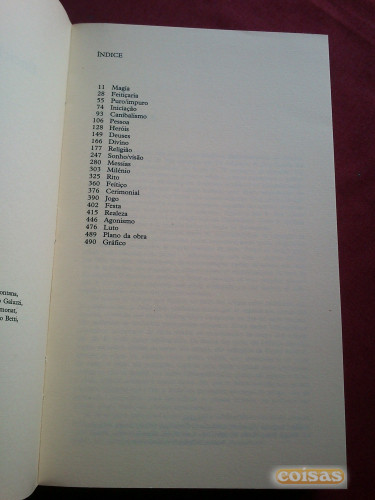 ÍNDICE
11 Magia
28 Feitiçaria
55 Puro/impuro
74 Iniciação
93 Canibalismo
106 Pessoa
128 Heróis
149 Deuses
166 Divino
177 Religião
247 Sonho/visão
280 Messias
303 Milénio
325 Rito
360 Feitiço
376 Cerimonial
390 Jogo
402 Festa
415 Realeza
446 Agonismo
476 Luto
489 Plano da obra
490 Gráfico
o Betti,
coisas